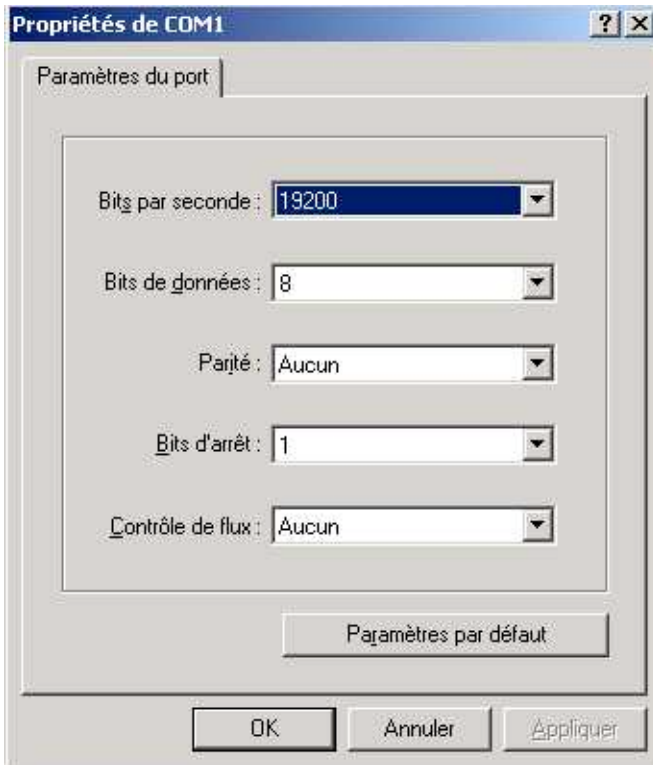 Propriétés de COM1
Paramètres du port
Bits par seconde : 19200
Bits de données : 8
Parité : Aucun
Bits d'arrêt : 1
Contrôle de flux : Aucun
Paramètres par défaut
OK Annuler Appliquer